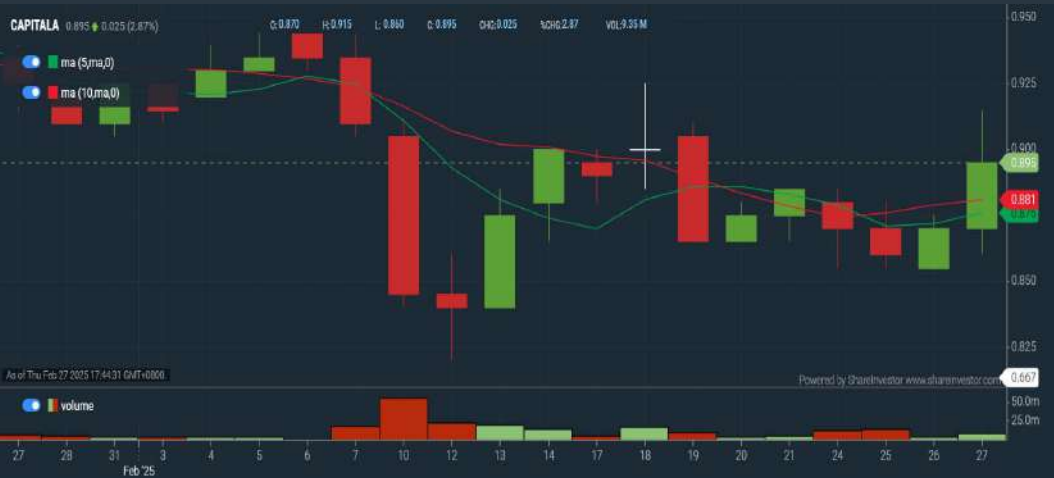 CAPITALA 0.895 0.025 (2.87%) O:0.870 H:0.915 L: 0.860 C: 0.895 CHG:0.025 %CHG:2.87 VOL:9.35 M
ma (5,ma,0)
ma (10,ma,0)
0.950
0.925
0.900
0.895
0.881
0.876
0.850
0.825
0.667
As of Thu Feb 27 2025 17:44:31 GMT+0800
Powered by ShareInvestor www.shareinvestor.com
volume
50.0m
25.0m
27 28 31 3 4 5 6 7 10 12 13 14 17 18 19 20 21 24 25 26 27
Feb '25